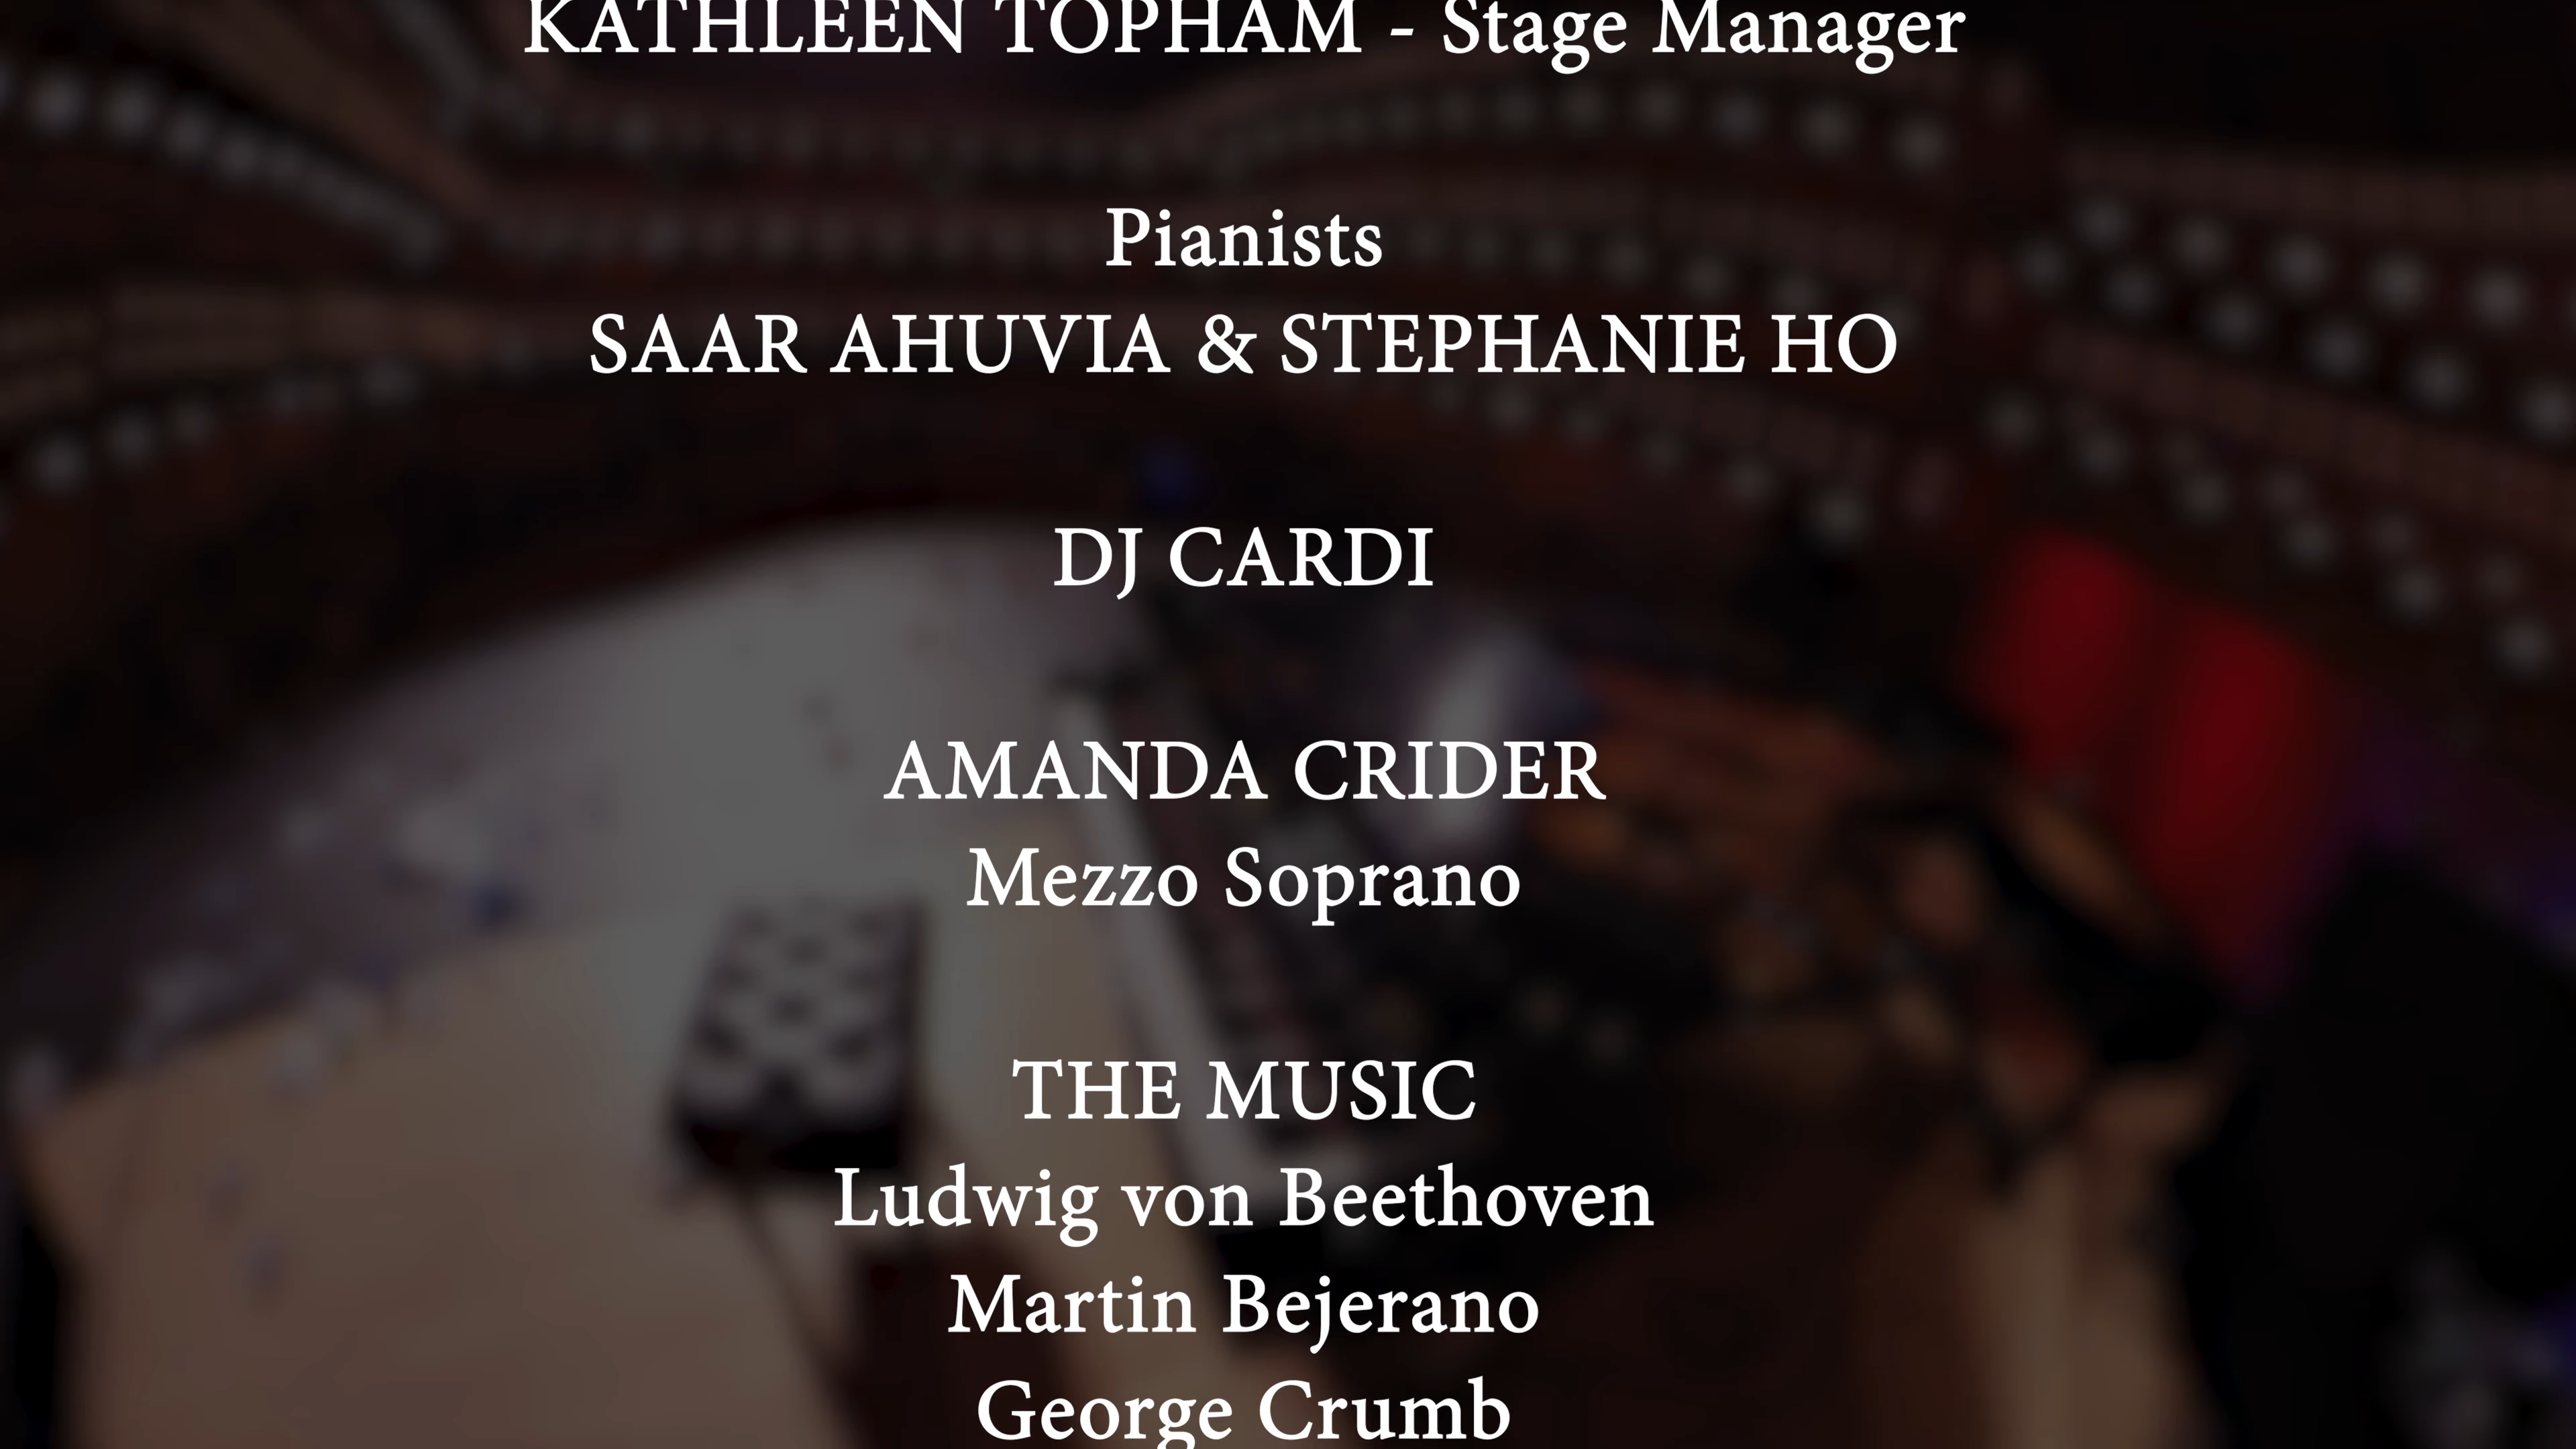 KATHLEEN TOPHAM - Stage Manager
Pianists
SAAR AHUVIA & STEPHANIE HO
DJ CARDI
AMANDA CRIDER
Mezzo Soprano
THE MUSIC
Ludwig von Beethoven
Martin Bejerano
George Crumb